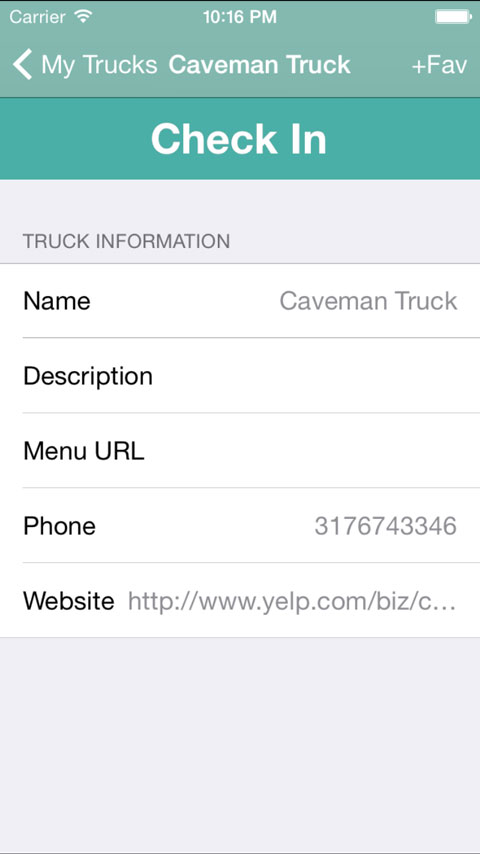 Carrier 10:16 PM
My Trucks Caveman Truck +Fav
Check In
TRUCK INFORMATION
Name Caveman Truck
Description
Menu URL
Phone 3176743346
Website http://www.yelp.com/biz/c...